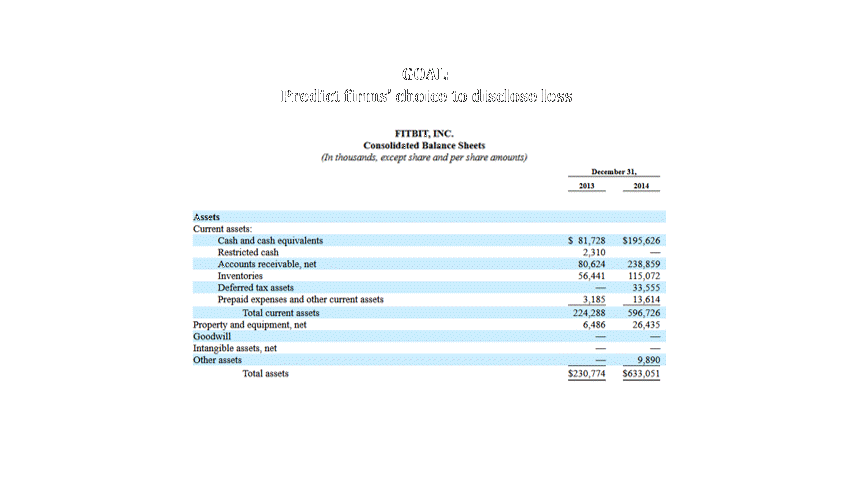 GOAL:
Predict firms' choice to disclose loss
FITBIT, INC.
Consolidated Balance Sheets
(In thousands, except share and per share amounts)
December 31,
2013 2014
Assets
Current assets:
Cash and cash equivalents $ 81,728 $195,626
Restricted cash 2,310 —
Accounts receivable, net 80,624 238,859
Inventories 56,441 115,072
Deferred tax assets — 33,555
Prepaid expenses and other current assets 3,185 13,614
Total current assets 224,288 596,726
Property and equipment, net 6,486 26,435
Goodwill — —
Intangible assets, net — —
Other assets — 9,890
Total assets $230,774 $633,051